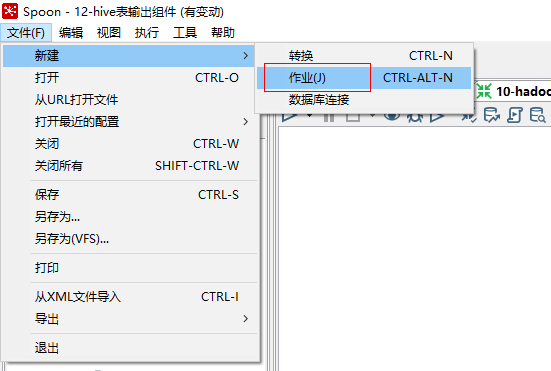 Spoon - 12-hive表输出组件 (有变动)
文件(F) 编辑 视图 执行 工具 帮助
新建
转换 CTRL-N
打开 CTRL-O
作业(J) CTRL-ALT-N
从URL打开文件
数据库连接
10-hadoo
打开最近的配置
关闭 CTRL-W
关闭所有 SHIFT-CTRL-W
保存 CTRL-S
另存为...
另存为(VFS)...
打印
从XML文件导入 CTRL-I
导出
退出